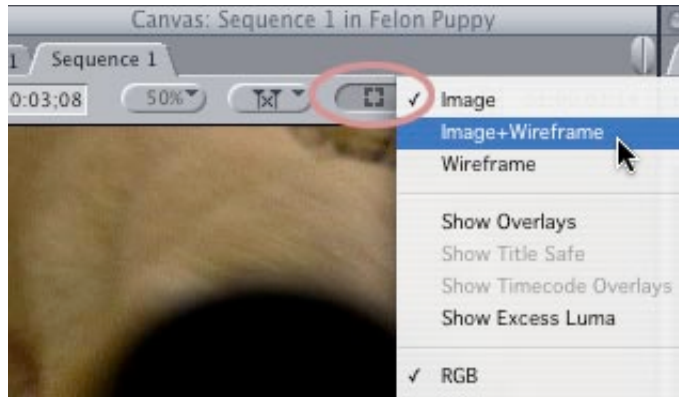 Canvas: Sequence 1 in Felon Puppy
1 Sequence 1
0:03;08 50%
✓ Image
Image+Wireframe
Wireframe
Show Overlays
Show Title Safe
Show Timecode Overlays
Show Excess Luma
✓ RGB